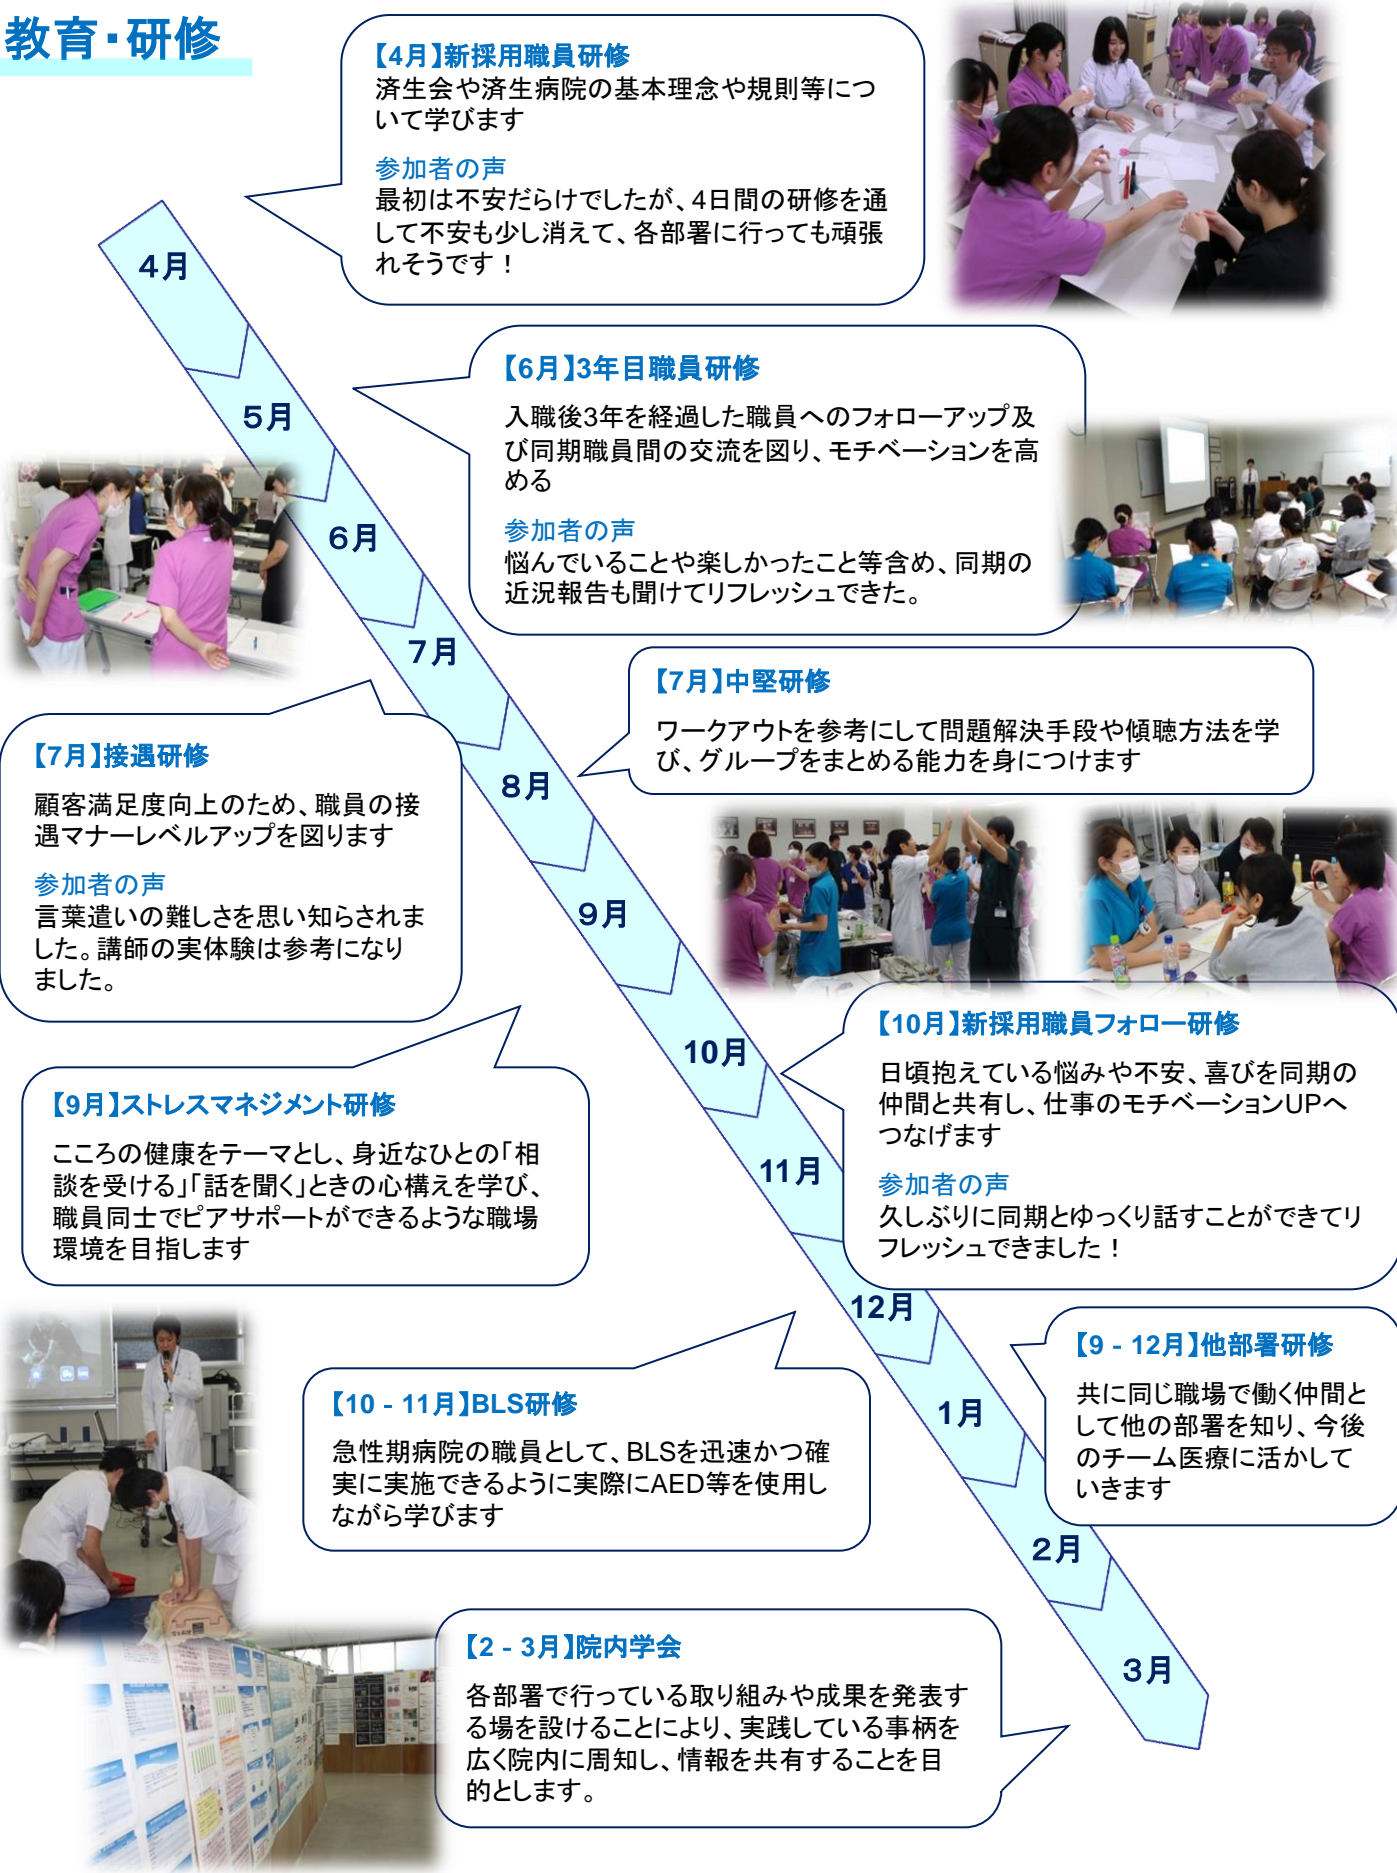 教育・研修
【4月】新採用職員研修
済生会や済生病院の基本理念や規則等につ
いて学びます
参加者の声
最初は不安だらけでしたが、4日間の研修を通
して不安も少し消えて、各部署に行っても頑張
れそうです！
4月
5月
6月
7月
8月
9月
10月
11月
12月
1月
2月
3月
【6月】3年目職員研修
入職後3年を経過した職員へのフォローアップ及
び同期職員間の交流を図り、モチベーションを高
める
参加者の声
悩んでいることや楽しかったこと等含め、同期の
近況報告も聞けてリフレッシュできた。
【7月】中堅研修
ワークアウトを参考にして問題解決手段や傾聴方法を学
び、グループをまとめる能力を身につけます
【7月】接遇研修
顧客満足度向上のため、職員の接
遇マナーレベルアップを図ります
参加者の声
言葉遣いの難しさを思い知らされま
した。講師の実体験は参考になり
ました。
【10月】新採用職員フォロー研修
日頃抱えている悩みや不安、喜びを同期の
仲間と共有し、仕事のモチベーションUPへ
つなげます
参加者の声
久しぶりに同期とゆっくり話すことができてリ
フレッシュできました！
【9月】ストレスマネジメント研修
こころの健康をテーマとし、身近なひとの「相
談を受ける」「話を聞く」ときの心構えを学び、
職員同士でピアサポートができるような職場
環境を目指します
【9 - 12月】他部署研修
共に同じ職場で働く仲間と
して他の部署を知り、今後
のチーム医療に活かして
いきます
【10 - 11月】BLS研修
急性期病院の職員として、BLSを迅速かつ確
実に実施できるように実際にAED等を使用し
ながら学びます
【2 - 3月】院内学会
各部署で行っている取り組みや成果を発表す
る場を設けることにより、実践している事柄を
広く院内に周知し、情報を共有することを目
的とします。